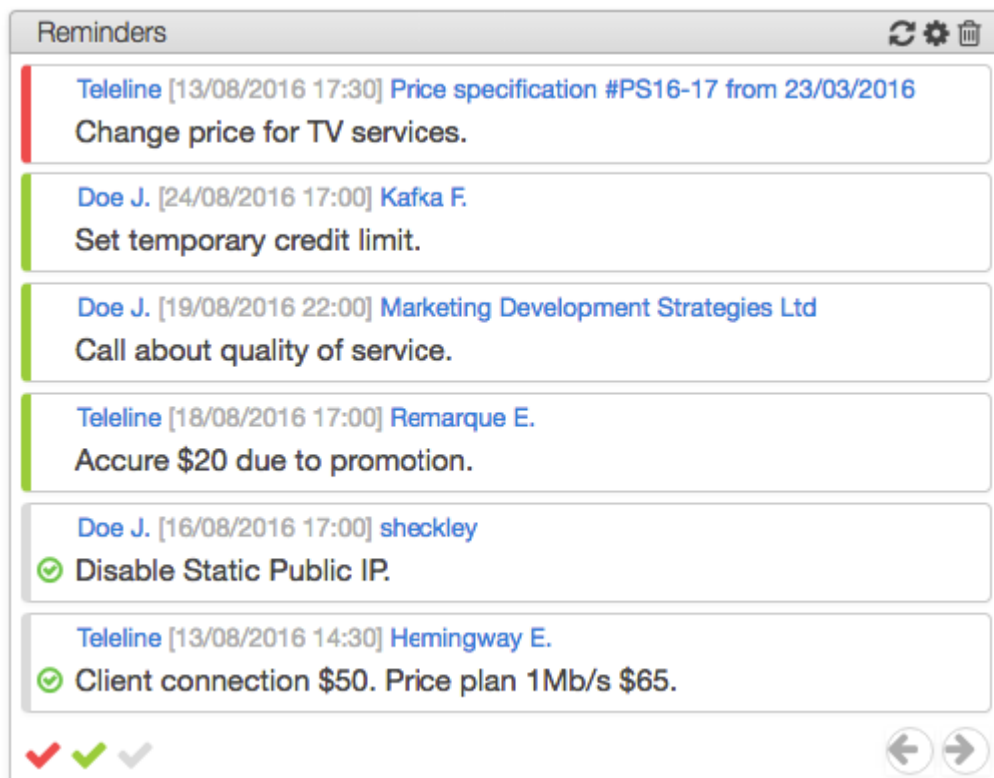 Reminders
Teleline [13/08/2016 17:30] Price specification #PS16-17 from 23/03/2016
Change price for TV services.
Doe J. [24/08/2016 17:00] Kafka F.
Set temporary credit limit.
Doe J. [19/08/2016 22:00] Marketing Development Strategies Ltd
Call about quality of service.
Teleline [18/08/2016 17:00] Remarque E.
Accure $20 due to promotion.
Doe J. [16/08/2016 17:00] sheckley
Disable Static Public IP.
Teleline [13/08/2016 14:30] Hemingway E.
Client connection $50. Price plan 1Mb/s $65.